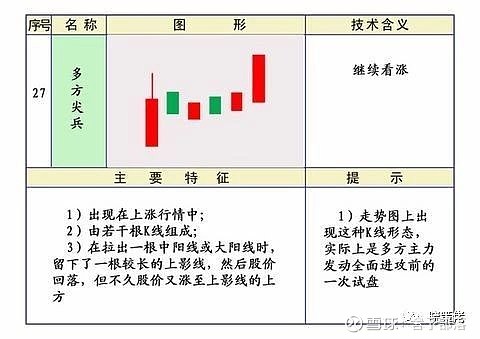 序号 名称 图形 技术含义
27
多方尖兵
继续看涨
主要特征 提示
1）出现在上涨行情中；
2）由若干根K线组成；
3）在拉出一根中阳线或大阳线时，
留下了一根较长的上影线，然后股价
回落，但不久股价又涨至上影线的上
方
1）走势图上出
现这种K线形态，
实际上是多方主力
发动全面进攻前的
一次试盘